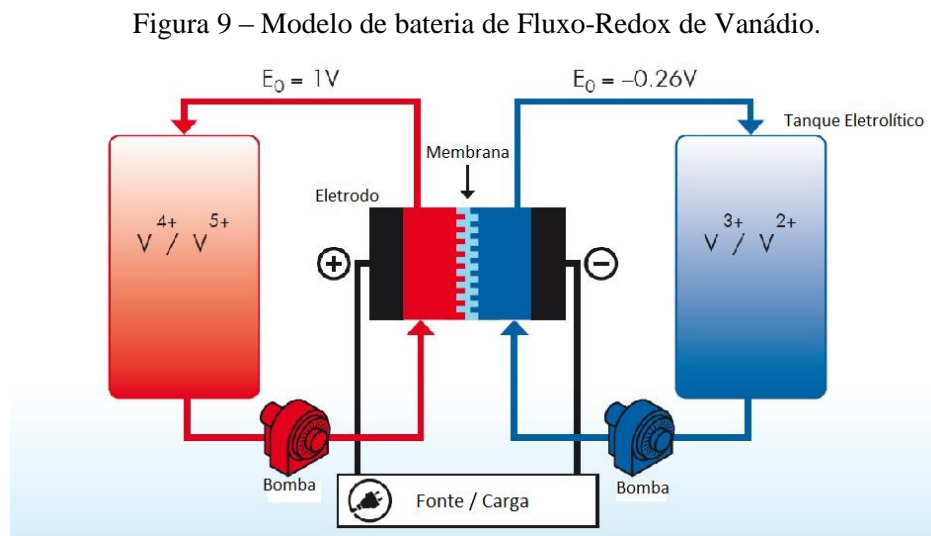 Figura 9 – Modelo de bateria de Fluxo-Redox de Vanádio.
E₀ = 1V
E₀ = –0.26V
Tanque Eletrolítico
Membrana
Eletrodo
V⁴⁺ / V⁵⁺
V³⁺ / V²⁺
+
−
Bomba
Fonte / Carga
Bomba